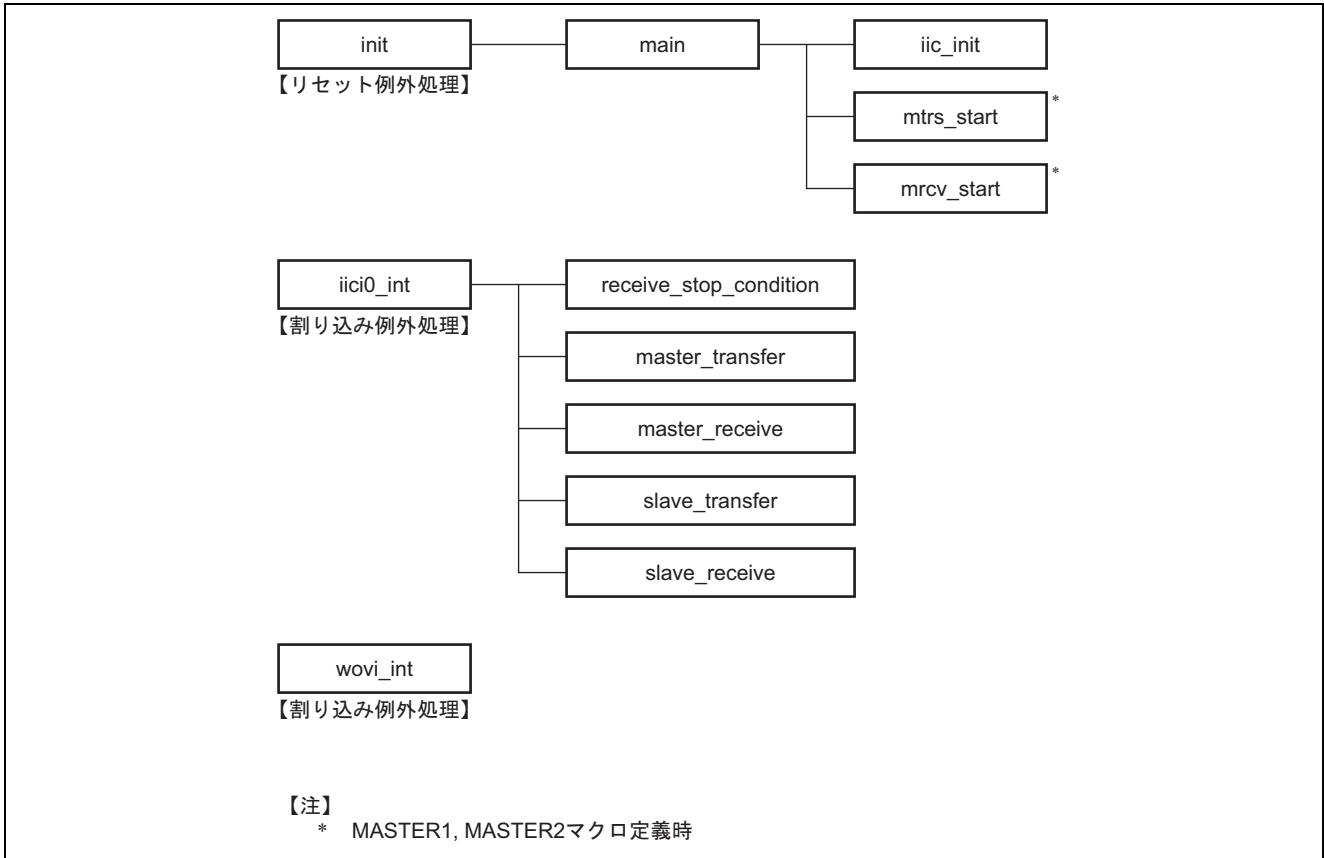 init
main
iic_init
【リセット例外処理】
mtrs_start
*
mrcv_start
*
iici0_int
receive_stop_condition
【割り込み例外処理】
master_transfer
master_receive
slave_transfer
slave_receive
wovi_int
【割り込み例外処理】
【注】
* MASTER1, MASTER2マクロ定義時